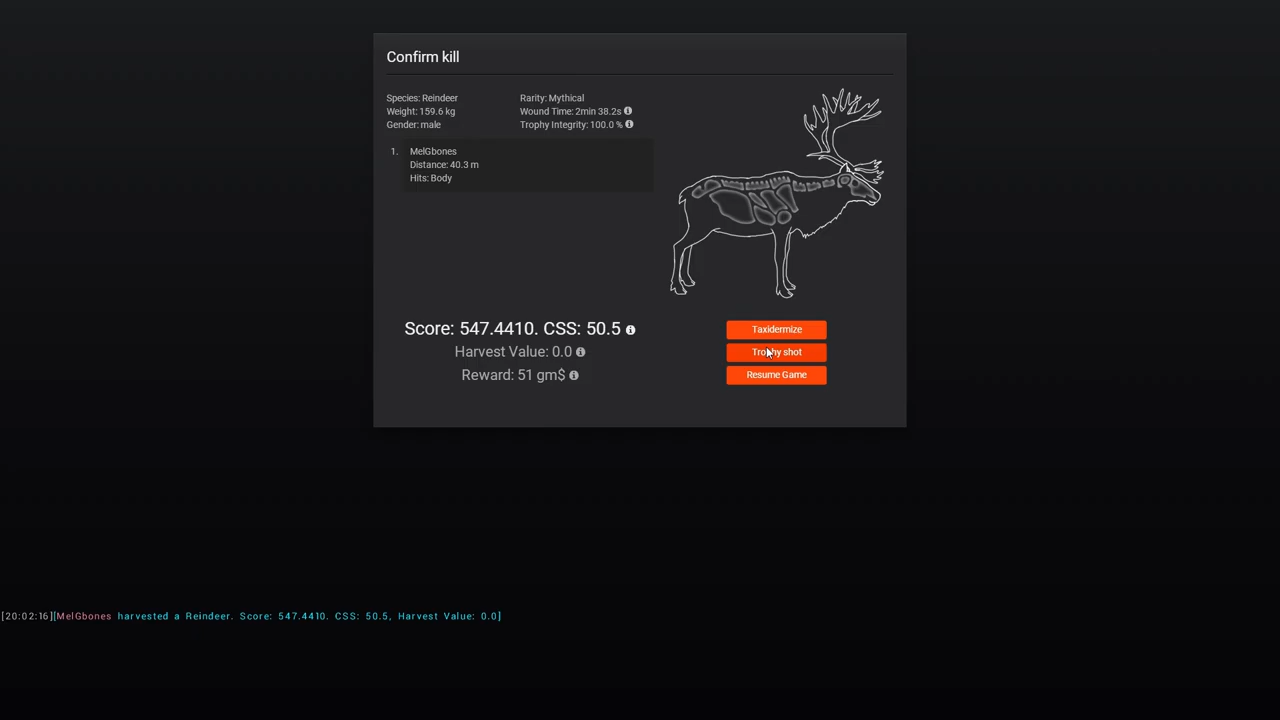 Confirm kill
Species: Reindeer
Weight: 159.6 kg
Gender: male
Rarity: Mythical
Wound Time: 2min 38.2s
Trophy Integrity: 100.0 %
1. MelGbones
Distance: 40.3 m
Hits: Body
Score: 547.4410. CSS: 50.5
Harvest Value: 0.0
Reward: 51 gm$
Taxidermize
Trophy shot
Resume Game
[20:02:16][MelGbones harvested a Reindeer. Score: 547.4410. CSS: 50.5, Harvest Value: 0.0]